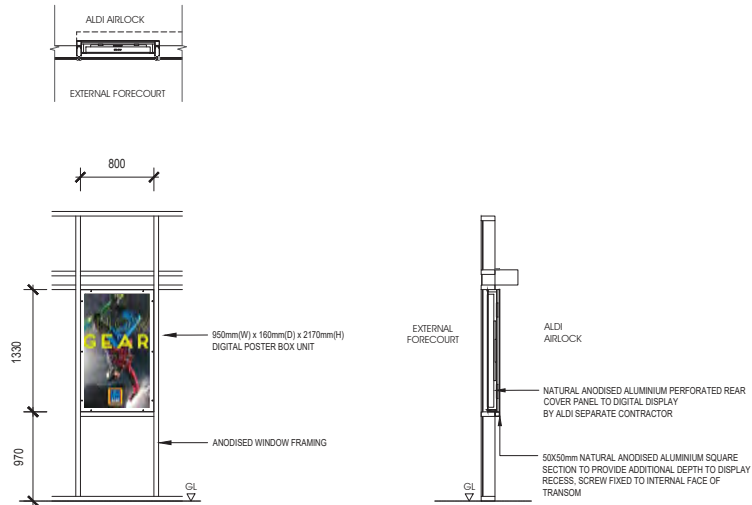 ALDI AIRLOCK
EXTERNAL FORECOURT
800
1330
970
GEAR
950mm(W) x 160mm(D) x 2170mm(H)
DIGITAL POSTER BOX UNIT
ANODISED WINDOW FRAMING
GL
EXTERNAL
FORECOURT
ALDI
AIRLOCK
NATURAL ANODISED ALUMINIUM PERFORATED REAR
COVER PANEL TO DIGITAL DISPLAY
BY ALDI SEPARATE CONTRACTOR
50X50mm NATURAL ANODISED ALUMINIUM SQUARE
SECTION TO PROVIDE ADDITIONAL DEPTH TO DISPLAY
RECESS, SCREW FIXED TO INTERNAL FACE OF
TRANSOM
GL